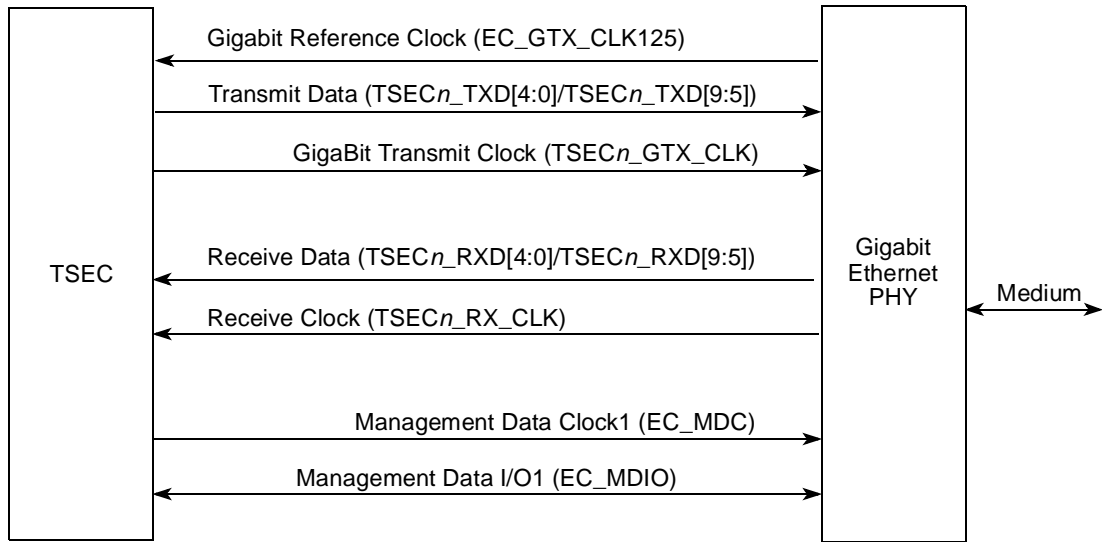 Gigabit Reference Clock (EC_GTX_CLK125)
Transmit Data (TSECn_TXD[4:0]/TSECn_TXD[9:5])
GigaBit Transmit Clock (TSECn_GTX_CLK)
Receive Data (TSECn_RXD[4:0]/TSECn_RXD[9:5])
Receive Clock (TSECn_RX_CLK)
Management Data Clock1 (EC_MDC)
Management Data I/O1 (EC_MDIO)
TSEC
Gigabit
Ethernet
PHY
Medium